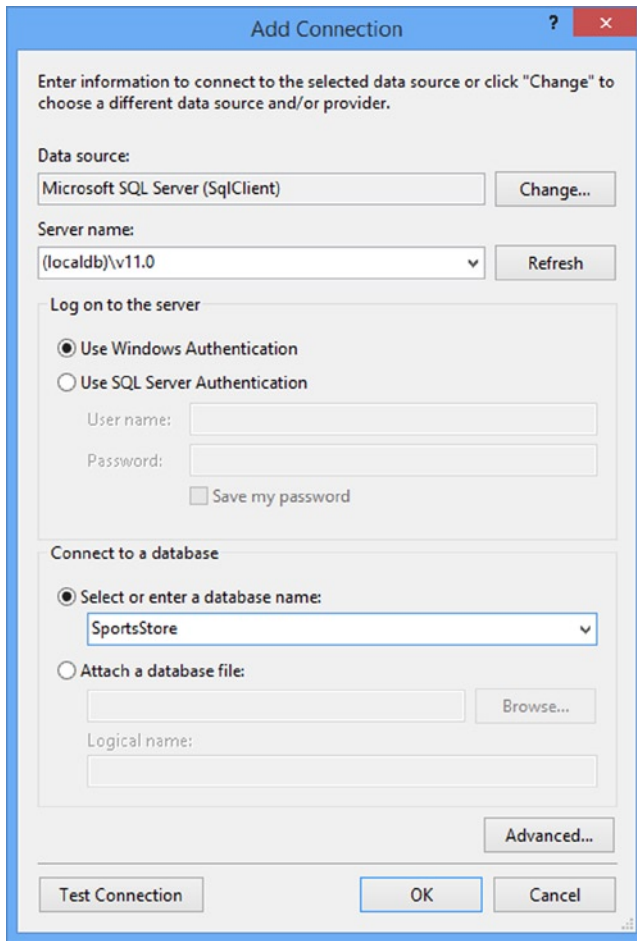 Add Connection
?
Enter information to connect to the selected data source or click "Change" to
choose a different data source and/or provider.
Data source:
Microsoft SQL Server (SqlClient)
Change...
Server name:
(localdb)\v11.0
Refresh
Log on to the server
Use Windows Authentication
Use SQL Server Authentication
User name:
Password:
Save my password
Connect to a database
Select or enter a database name:
SportsStore
Attach a database file:
Browse...
Logical name:
Advanced...
Test Connection
OK
Cancel